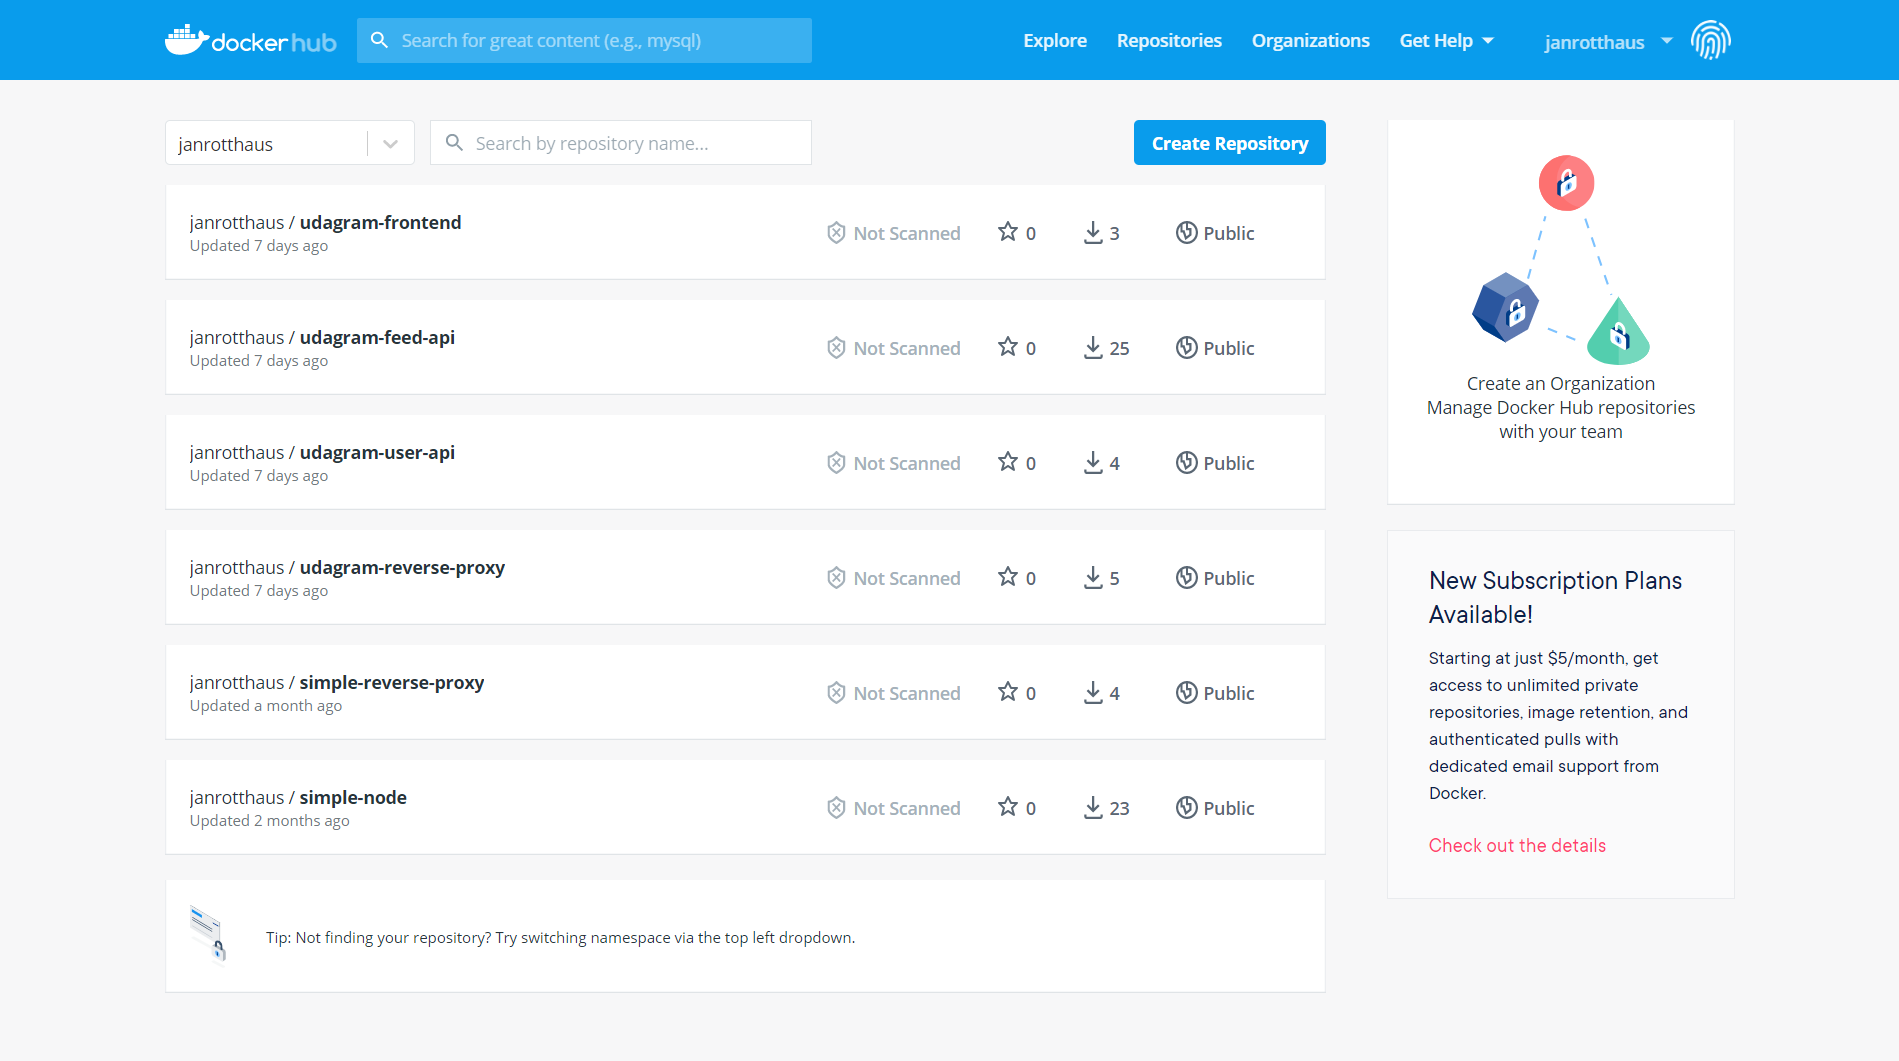 docker hub
Search for great content (e.g., mysql)
Explore
Repositories
Organizations
Get Help
janrotthaus
janrotthaus
Search by repository name...
Create Repository
janrotthaus / udagram-frontend
Updated 7 days ago
Not Scanned
0
3
Public
janrotthaus / udagram-feed-api
Updated 7 days ago
Not Scanned
0
25
Public
janrotthaus / udagram-user-api
Updated 7 days ago
Not Scanned
0
4
Public
janrotthaus / udagram-reverse-proxy
Updated 7 days ago
Not Scanned
0
5
Public
janrotthaus / simple-reverse-proxy
Updated a month ago
Not Scanned
0
4
Public
janrotthaus / simple-node
Updated 2 months ago
Not Scanned
0
23
Public
Tip: Not finding your repository? Try switching namespace via the top left dropdown.
Create an Organization
Manage Docker Hub repositories
with your team
New Subscription Plans
Available!
Starting at just $5/month, get
access to unlimited private
repositories, image retention, and
authenticated pulls with
dedicated email support from
Docker.
Check out the details